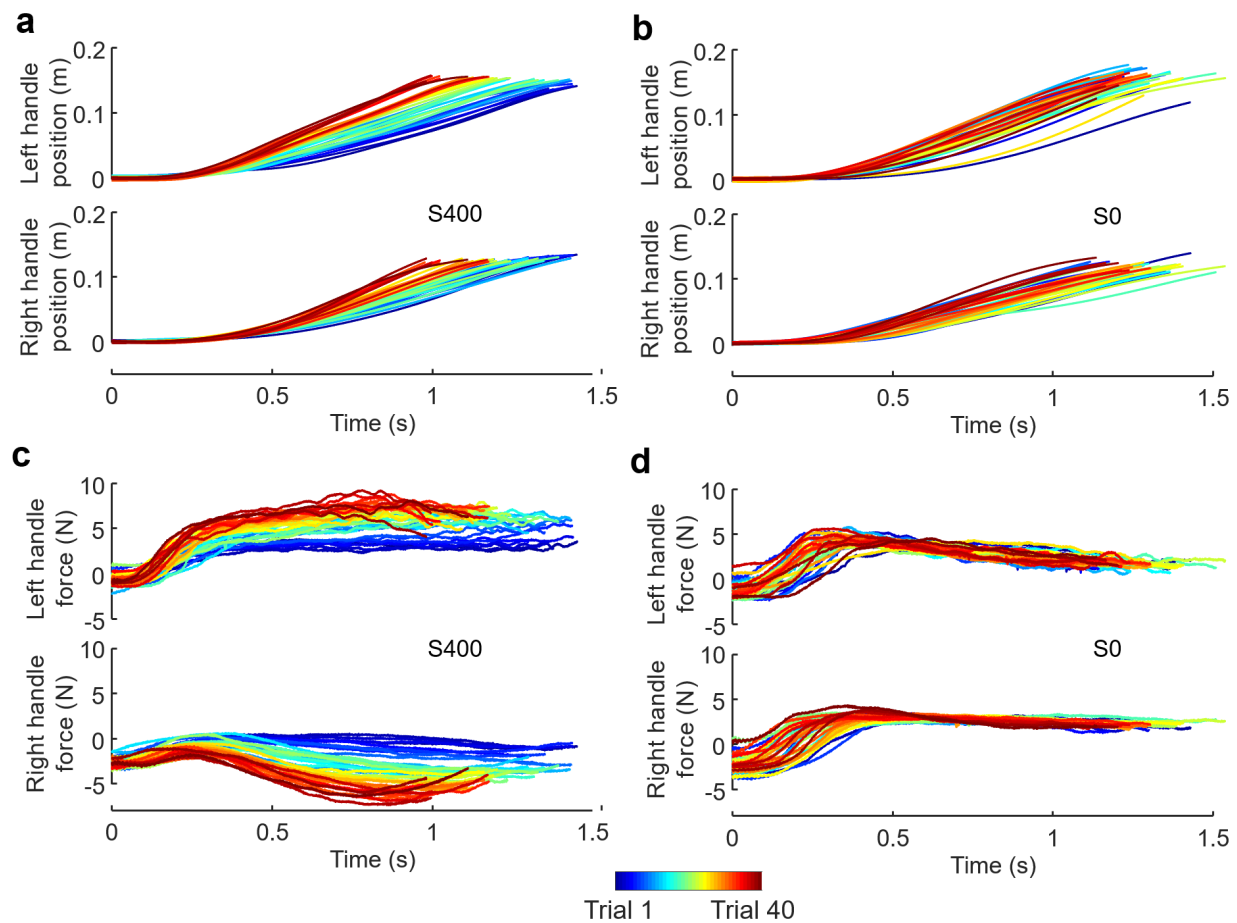 a
Left handle
position (m)
0.2
0.1
0
Right handle
position (m)
0.2
0.1
0
S400
0
0.5
1
1.5
Time (s)
b
Left handle
position (m)
0.2
0.1
0
Right handle
position (m)
0.2
0.1
0
S0
0
0.5
1
1.5
Time (s)
c
Left handle
force (N)
10
5
0
-5
Right handle
force (N)
10
5
0
-5
S400
0
0.5
1
1.5
Time (s)
d
Left handle
force (N)
10
5
0
-5
Right handle
force (N)
10
5
0
-5
S0
0
0.5
1
1.5
Time (s)
Trial 1
Trial 40